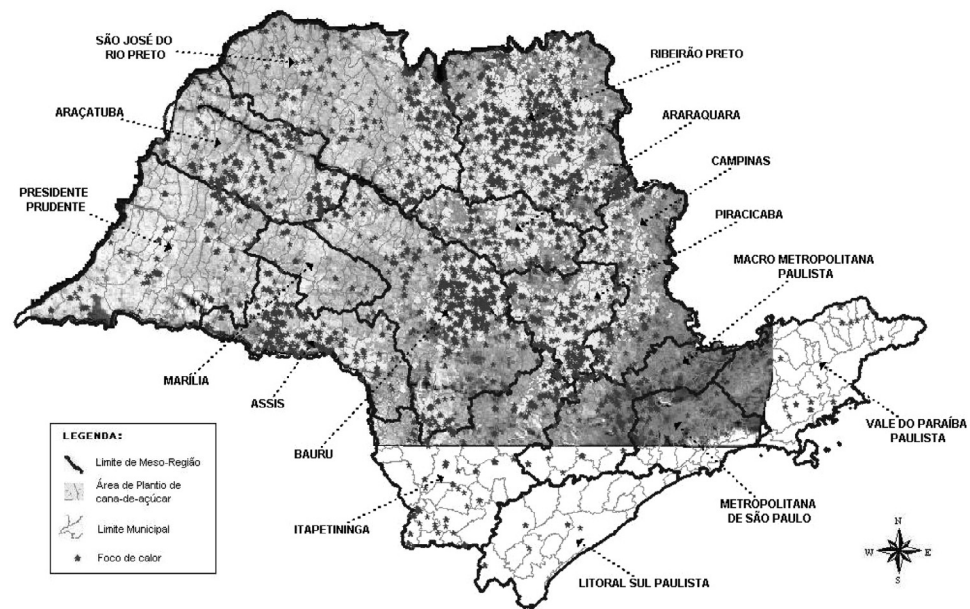 SÃO JOSÉ DO
RIO PRETO
RIBEIRÃO PRETO
ARAÇATUBA
ARARAQUARA
CAMPINAS
PRESIDENTE
PRUDENTE
PIRACICABA
MACRO METROPOLITANA
PAULISTA
MARÍLIA
ASSIS
VALE DO PARAÍBA
PAULISTA
BAURU
METROPOLITANA
DE SÃO PAULO
ITAPETININGA
LITORAL SUL PAULISTA
LEGENDA:
Limite de Meso-Região
Área de Plantio de
cana-de-açúcar
Limite Municipal
Foco de calor
N
W
E
S